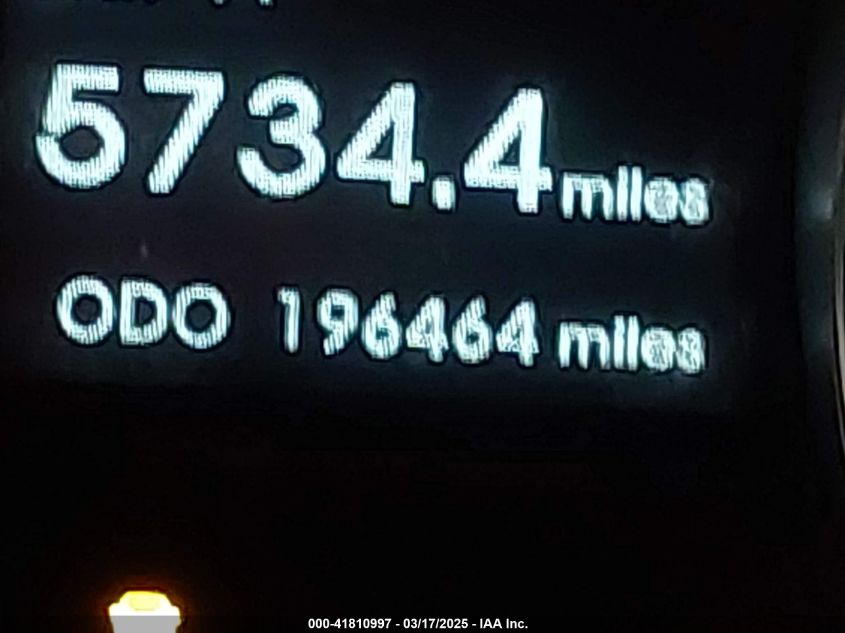 5734.4 miles
ODO 196464 miles
000-41810997 - 03/17/2025 - IAA Inc.